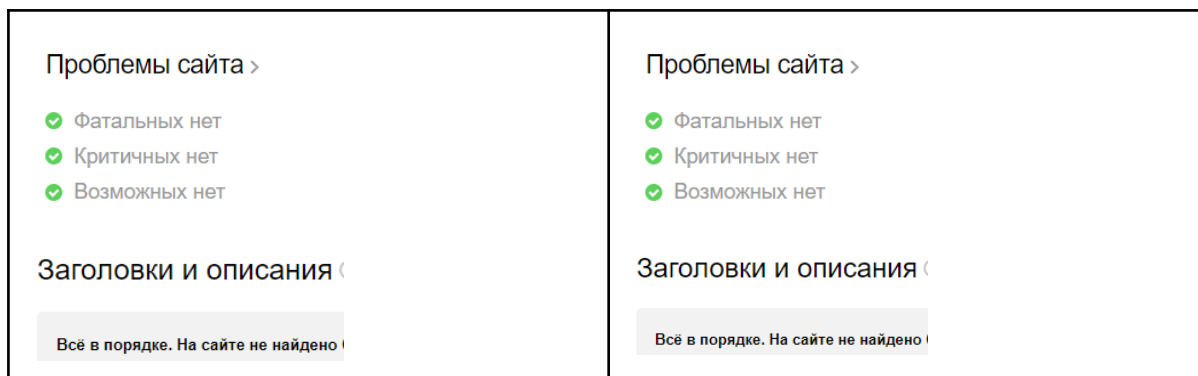 Проблемы сайта >
Фатальных нет
Критичных нет
Возможных нет
Заголовки и описания
Всё в порядке. На сайте не найдено
Проблемы сайта >
Фатальных нет
Критичных нет
Возможных нет
Заголовки и описания
Всё в порядке. На сайте не найдено